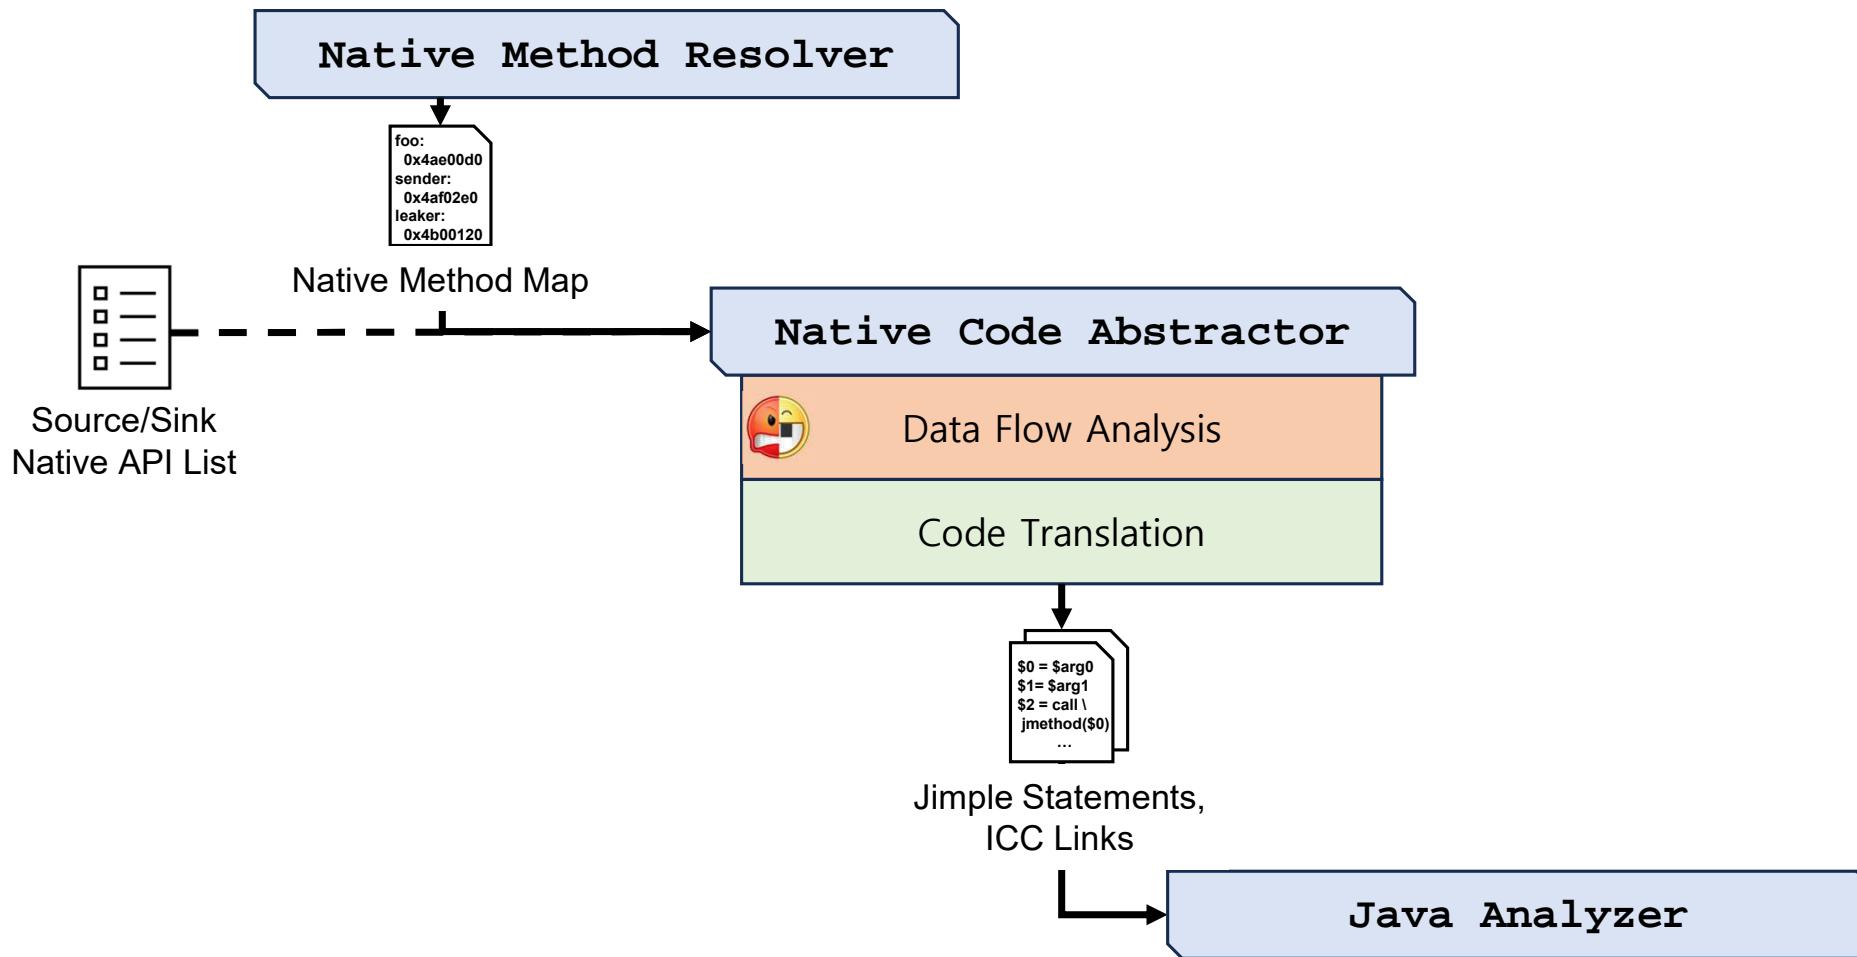 Native Method Resolver
foo:
0x4ae00d0
sender:
0x4af02e0
leaker:
0x4b00120
Native Method Map
Source/Sink
Native API List
Native Code Abstractor
Data Flow Analysis
Code Translation
$0 = $arg0
$1= $arg1
$2 = call \
jmethod($0)
...
Jimple Statements,
ICC Links
Java Analyzer